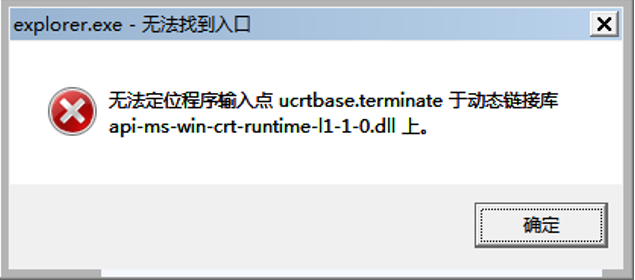 explorer.exe - 无法找到入口
无法定位程序输入点 ucrtbase.terminate 于动态链接库
api-ms-win-crt-runtime-l1-1-0.dll 上。
确定